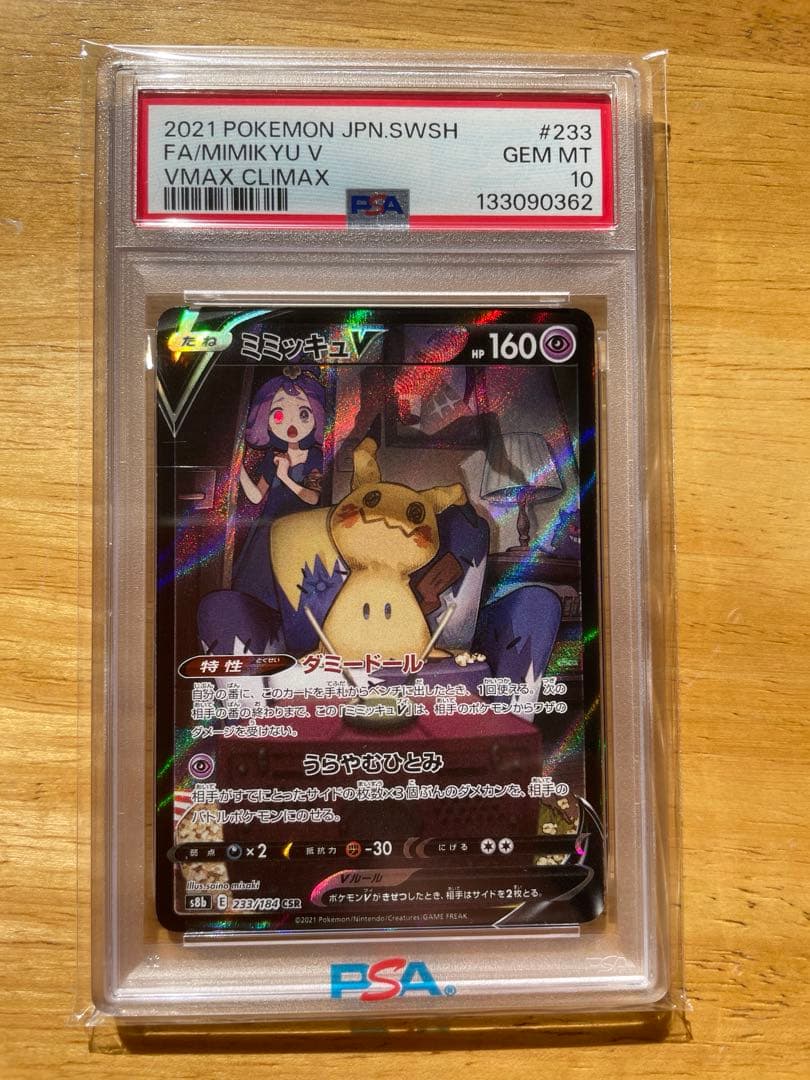 2021 POKEMON JPN.SWSH #233
FA/MIMIKYU V GEM MT
VMAX CLIMAX 10
PSA 133090362
たね ミミッキュV HP 160
特性 とくせい ダミードール
自分の番に、このカードを手札からベンチに出したとき、1回使える。次の
相手の番の終わりまで、この「ミミッキュV」は、相手のポケモンからワザの
ダメージを受けない。
うらやむひとみ
相手がすでにとったサイドの枚数×3個ぶんのダメカンを、相手の
バトルポケモンにのせる。
弱点 ×2 抵抗力 -30 にげる
Vルール
ポケモンVがきぜつしたとき、相手はサイドを2枚とる。
Illus. saino misaki
s8b E 233/184 CSR
©2021 Pokémon/Nintendo/Creatures/GAME FREAK
PSA®